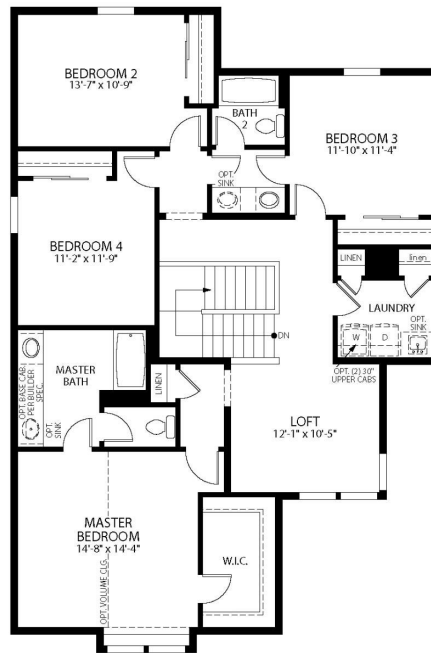 BEDROOM 2
13'-7" x 10'-9"
BATH
2
BEDROOM 3
11'-10" x 11'-4"
OPT.
SINK
BEDROOM 4
11'-2" x 11'-9"
LINEN
linen
LAUNDRY
OPT.
SINK
W
D
DN
OPT. (2) 30"
UPPER CABS
MASTER
BATH
LINEN
OPT. BASE CAB.
PER BUILDER
SPEC.
OPT.
SINK
LOFT
12'-1" x 10'-5"
MASTER
BEDROOM
14'-8" x 14'-4"
W.I.C.
OPT. VOLUME CLG.